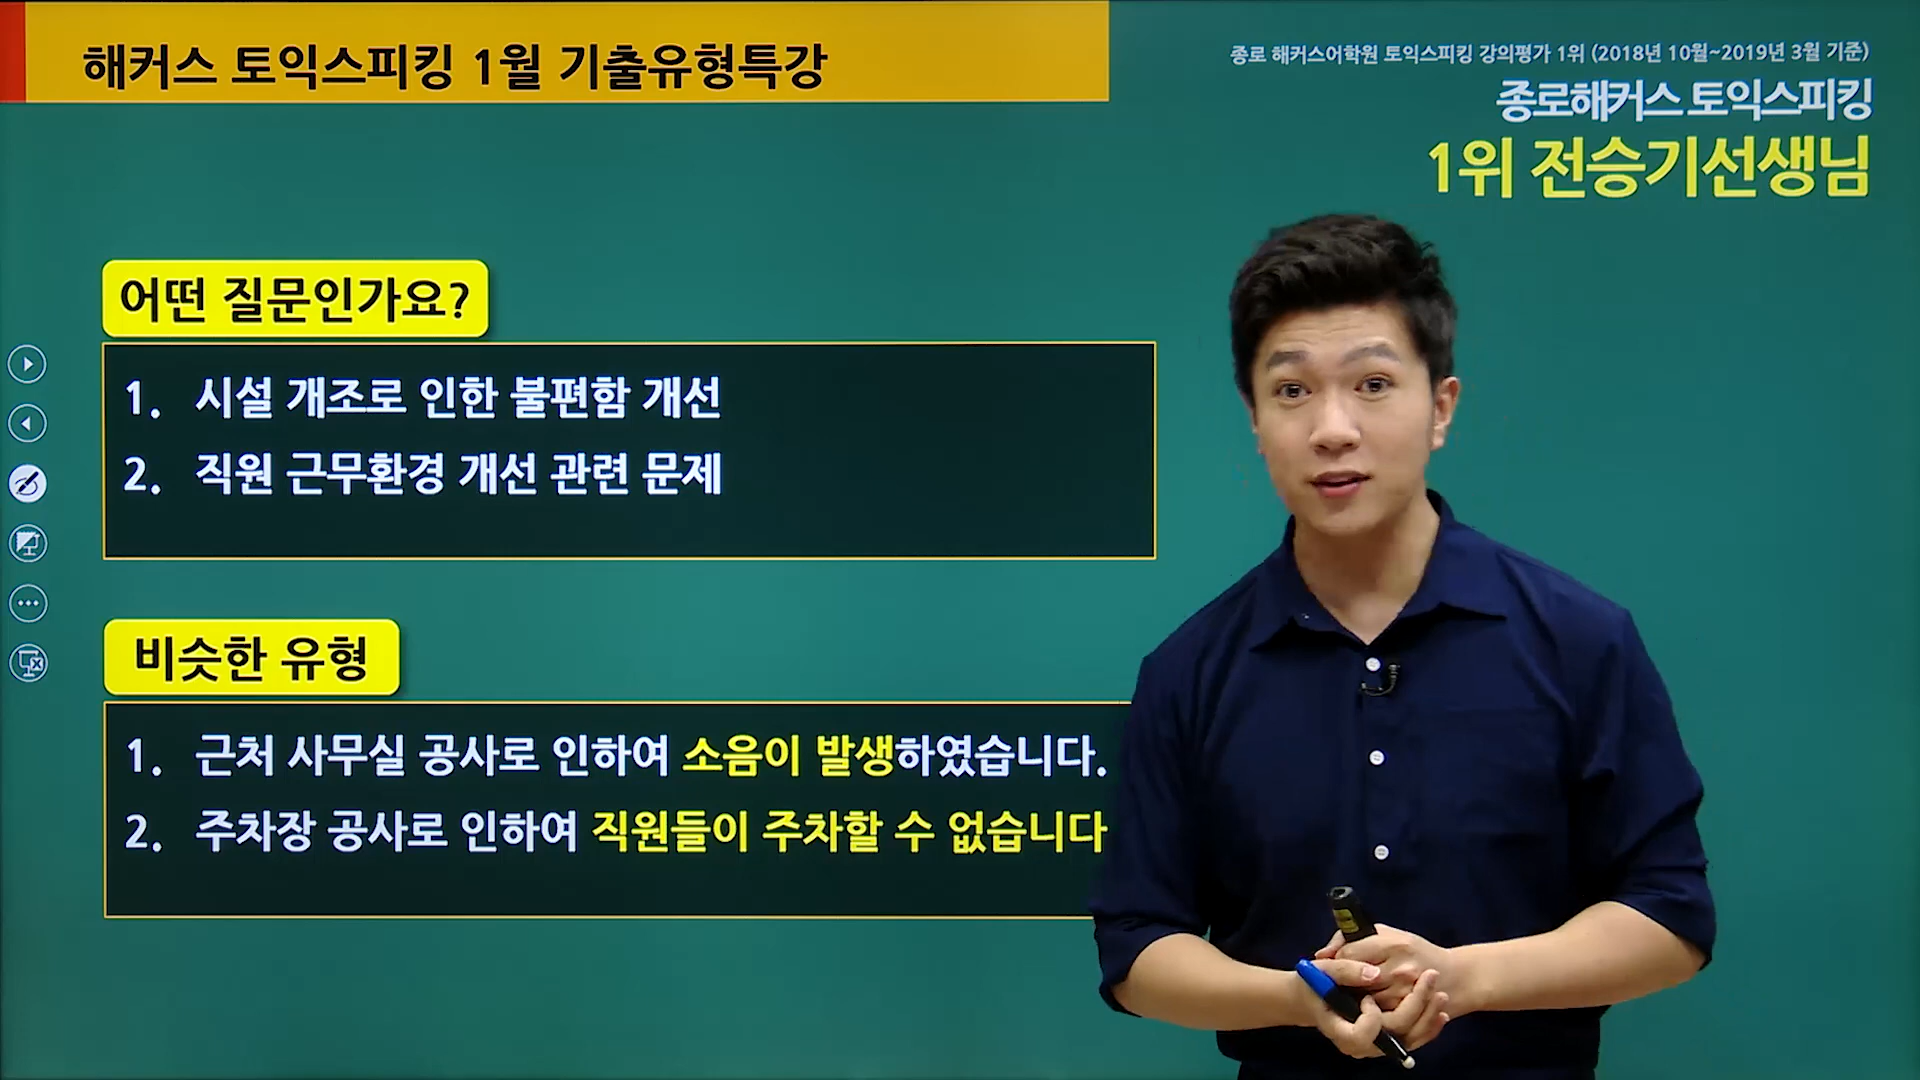 해커스 토익스피킹 1월 기출유형특강
종로 해커스어학원 토익스피킹 강의평가 1위 (2018년 10월~2019년 3월 기준)
종로해커스 토익스피킹
1위 전승기선생님
어떤 질문인가요?
1. 시설 개조로 인한 불편함 개선
2. 직원 근무환경 개선 관련 문제
비슷한 유형
1. 근처 사무실 공사로 인하여 소음이 발생하였습니다.
2. 주차장 공사로 인하여 직원들이 주차할 수 없습니다